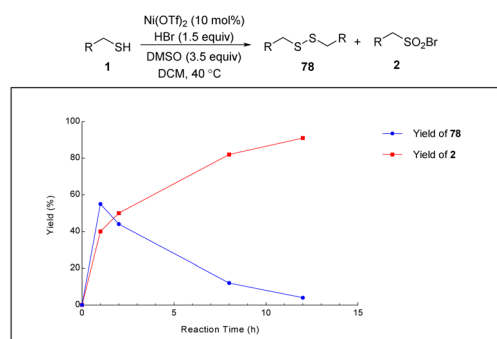 Ni(OTf)₂ (10 mol%)
HBr (1.5 equiv)
DMSO (3.5 equiv)
DCM, 40 °C
R SH
1
R S S R
78
+
R SO₂Br
2
100
80
60
40
20
0
Yield (%)
0 5 10 15
Reaction Time (h)
Yield of 78
Yield of 2